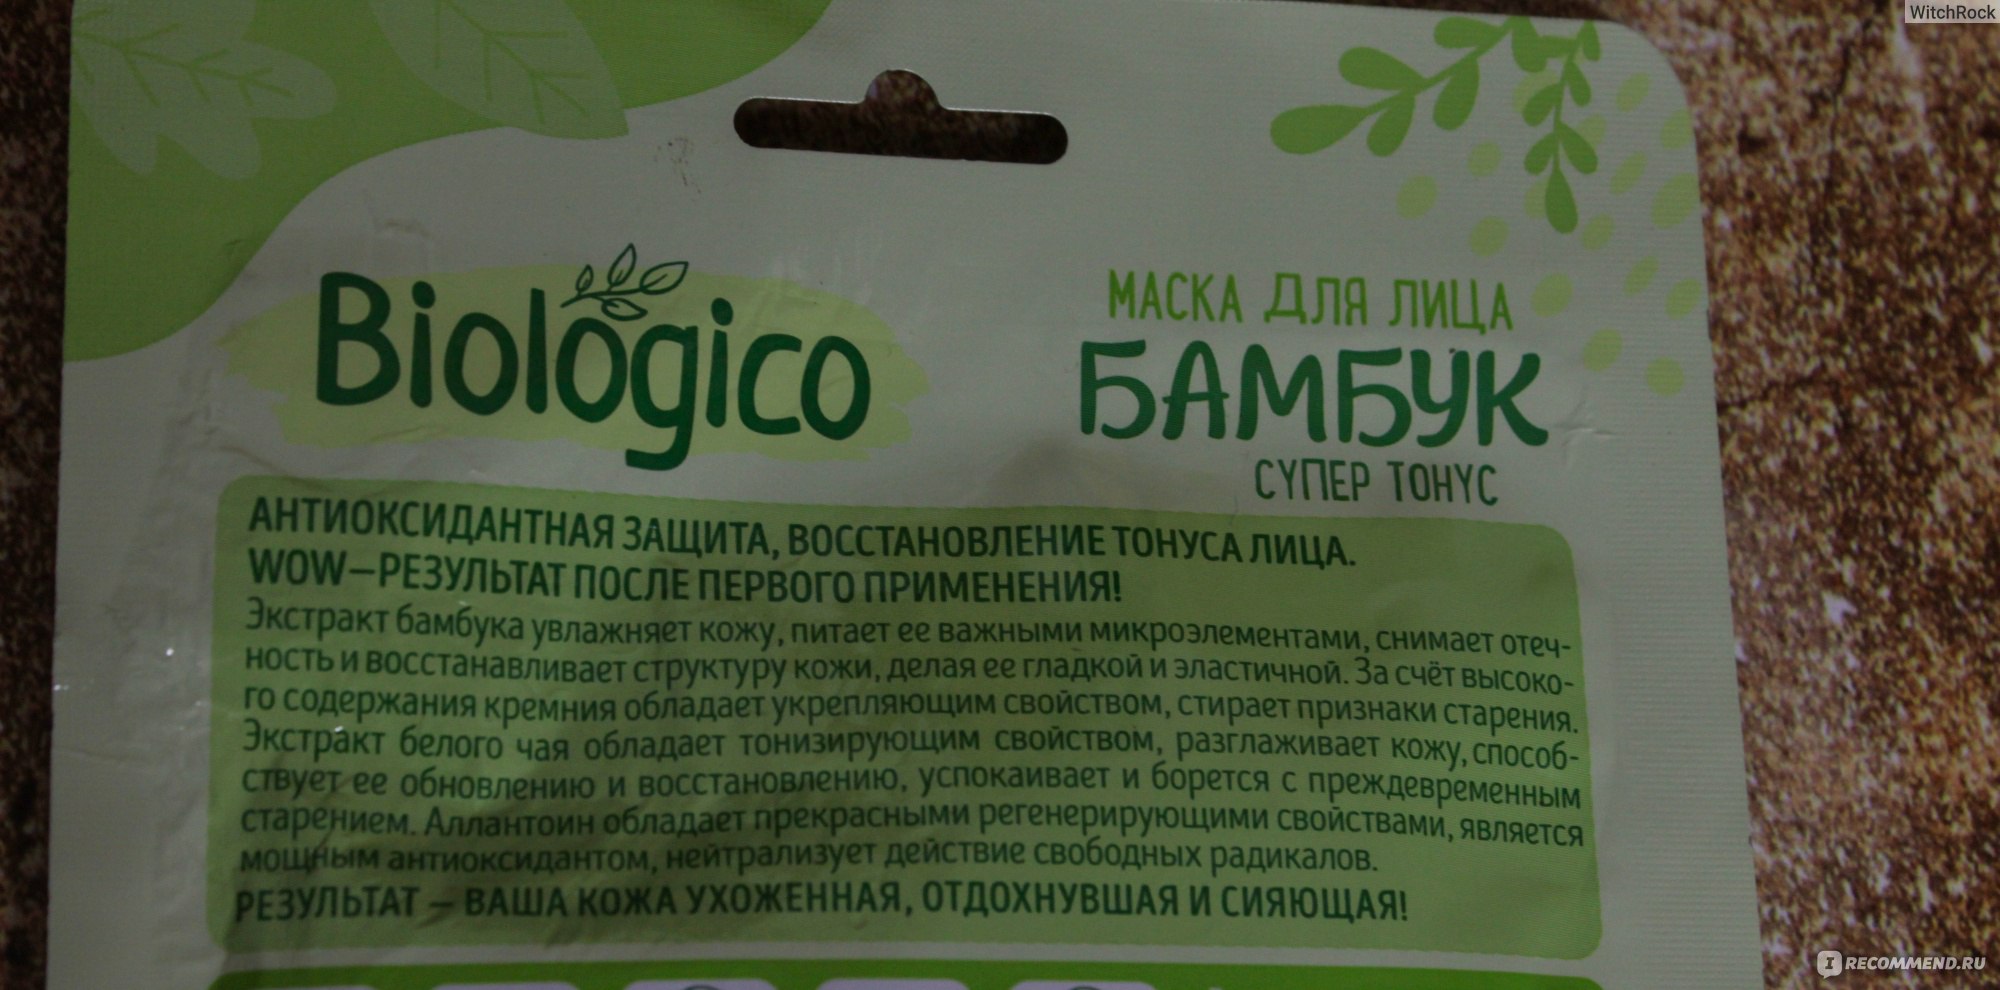 WitchRock
Biologico
МАСКА ДЛЯ ЛИЦА
БАМБУК
СУПЕР ТОНУС
АНТИОКСИДАНТНАЯ ЗАЩИТА, ВОССТАНОВЛЕНИЕ ТОНУСА ЛИЦА.
WOW—РЕЗУЛЬТАТ ПОСЛЕ ПЕРВОГО ПРИМЕНЕНИЯ!
Экстракт бамбука увлажняет кожу, питает ее важными микроэлементами, снимает отеч-
ность и восстанавливает структуру кожи, делая ее гладкой и эластичной. За счёт высоко-
го содержания кремния обладает укрепляющим свойством, стирает признаки старения.
Экстракт белого чая обладает тонизирующим свойством, разглаживает кожу, способ-
ствует ее обновлению и восстановлению, успокаивает и борется с преждевременным
старением. Аллантоин обладает прекрасными регенерирующими свойствами, является
мощным антиоксидантом, нейтрализует действие свободных радикалов.
РЕЗУЛЬТАТ — ВАША КОЖА УХОЖЕННАЯ, ОТДОХНУВШАЯ И СИЯЮЩАЯ!
I RECOMMEND.RU